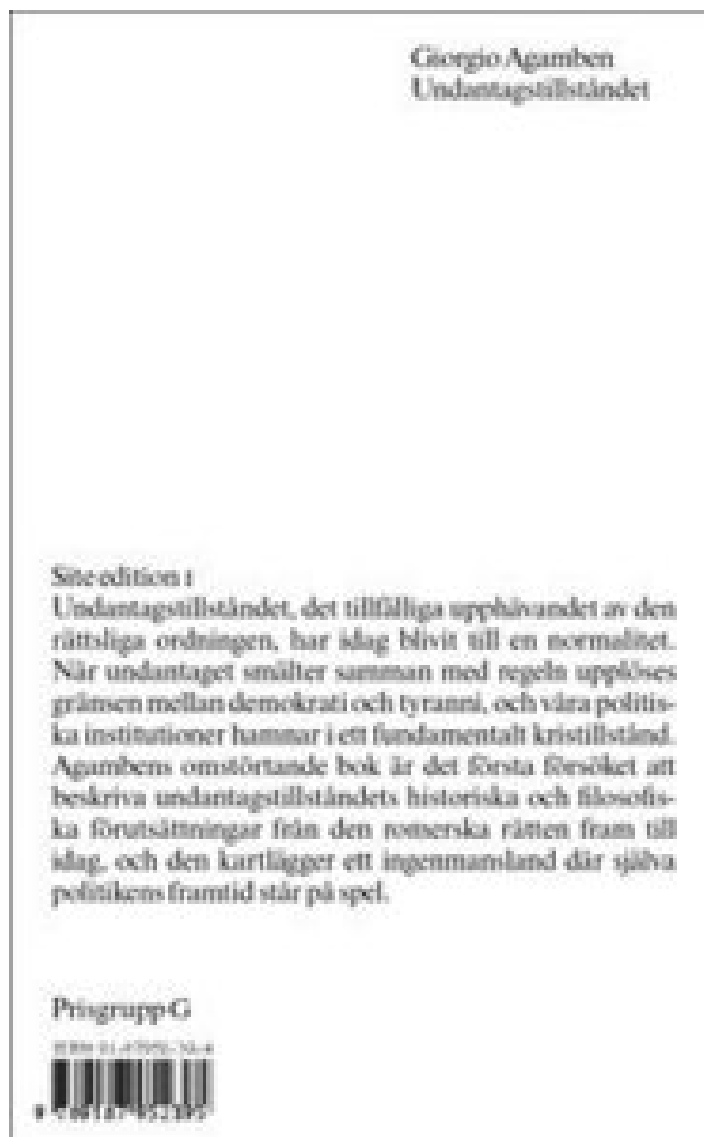 Giorgio Agamben
Undantagstillståndet
Site edition 1
Undantagstillståndet, det tillfälliga upphävandet av den
rättsliga ordningen, har idag blivit till en normalitet.
När undantaget smälter samman med regeln upplöses
gränsen mellan demokrati och tyranni, och våra politis-
ka institutioner hamnar i ett fundamentalt kristillstånd.
Agambens omstörtande bok är det första försöket att
beskriva undantagstillståndets historiska och filosofis-
ka förutsättningar från den romerska rätten fram till
idag, och den kartlägger ett ingenmansland där själva
politikens framtid står på spel.
Prisgrupp G
ISBN